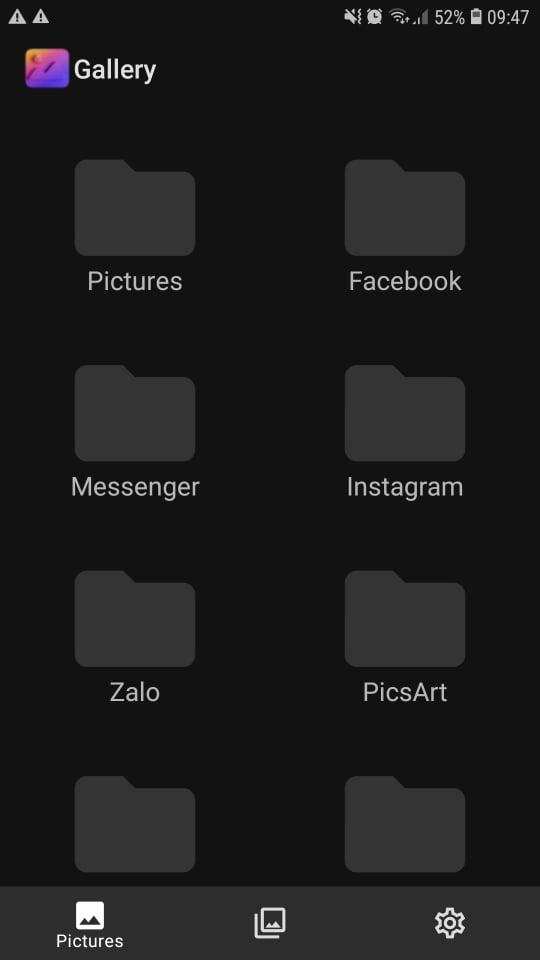 52% 09:47
Gallery
Pictures Facebook
Messenger Instagram
Zalo PicsArt
Pictures